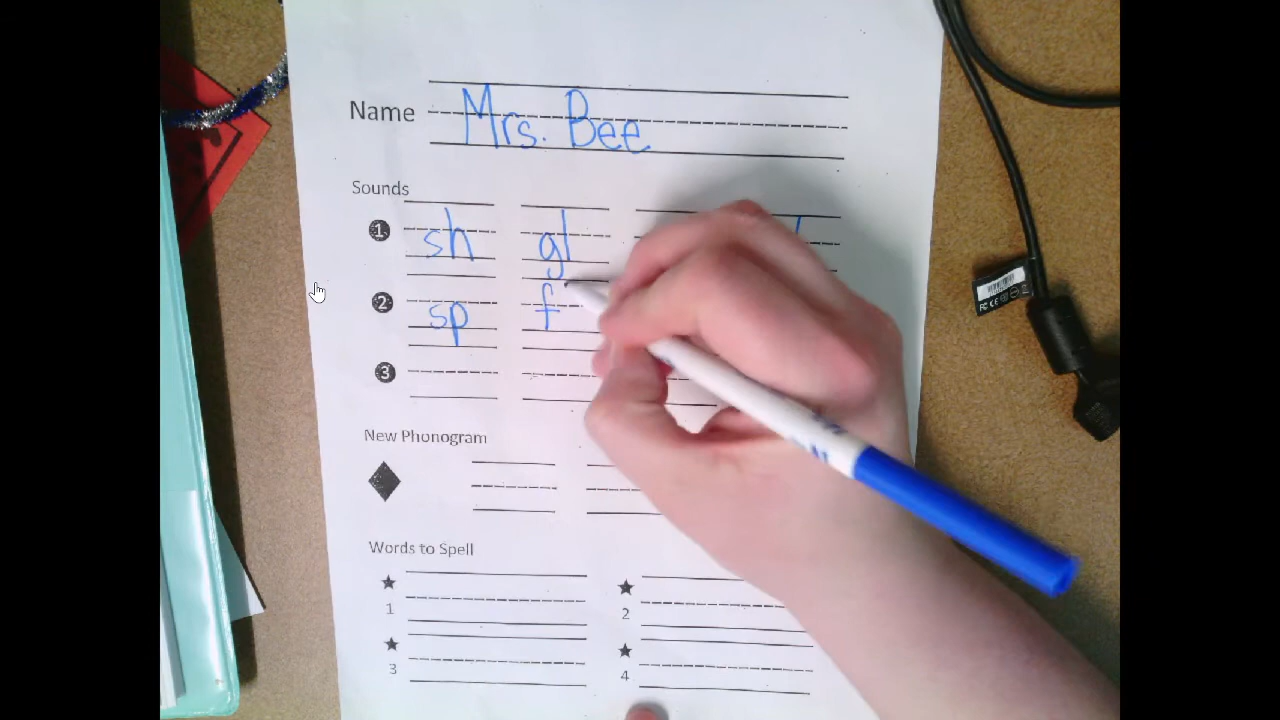 Name Mrs. Bee
Sounds
1 sh gl
2 sp f
3
New Phonogram
Words to Spell
1 2
3 4